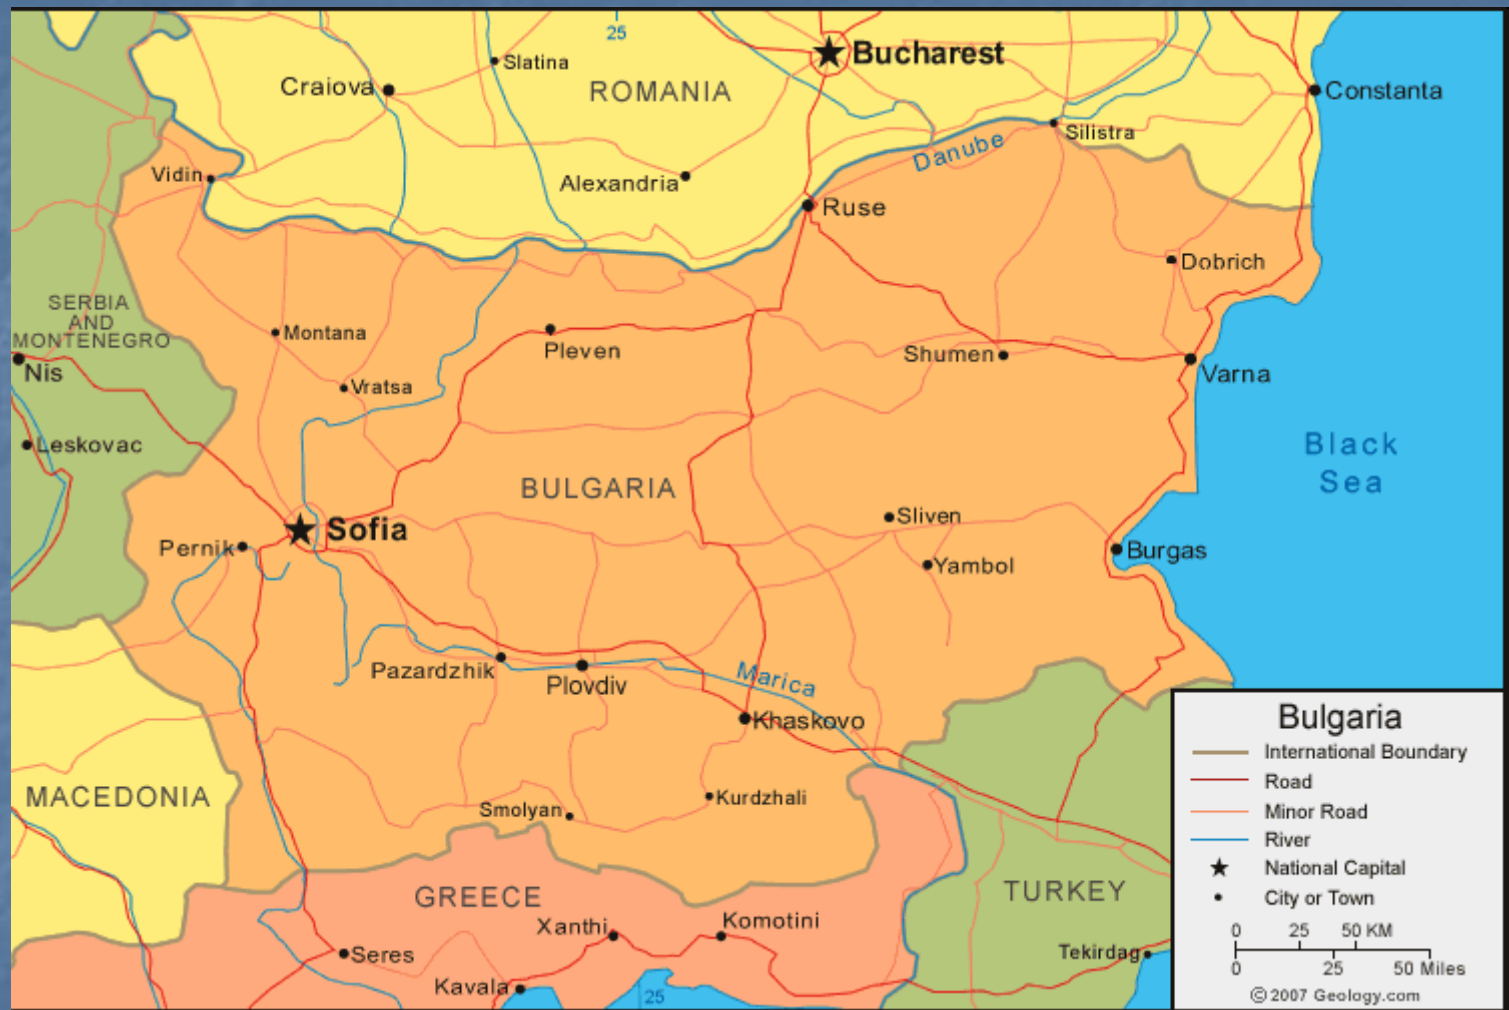 25
Slatina
Bucharest
Craiova
ROMANIA
Constanta
Silistra
Danube
Vidin
Alexandria
Ruse
Dobrich
SERBIA
AND
MONTENEGRO
Montana
Pleven
Shumen
Nis
Varna
Vratsa
Leskovac
Black
Sea
BULGARIA
Sliven
Sofia
Pernik
Burgas
Yambol
Pazardzhik
Plovdiv
Marica
Khaskovo
MACEDONIA
Smolyan
Kurdzhali
GREECE
TURKEY
Xanthi
Komotini
Seres
Tekirdag
Kavala
25
Bulgaria
International Boundary
Road
Minor Road
River
National Capital
City or Town
0 25 50 KM
0 25 50 Miles
© 2007 Geology.com